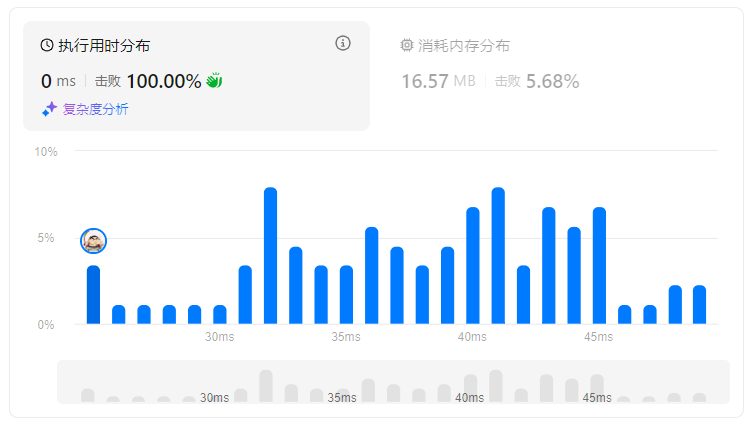 执行用时分布
0 ms 击败 100.00%
复杂度分析
消耗内存分布
16.57 MB 击败 5.68%
10%
5%
0%
30ms 35ms 40ms 45ms
30ms 35ms 40ms 45ms